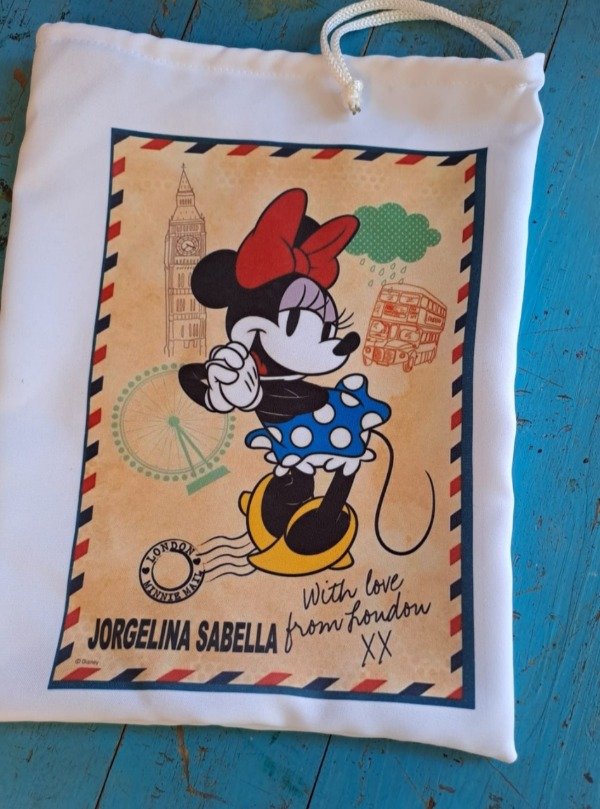 LONDON
MINNIE MAIL
With love
from London
XX
JORGELINA SABELLA
© Disney